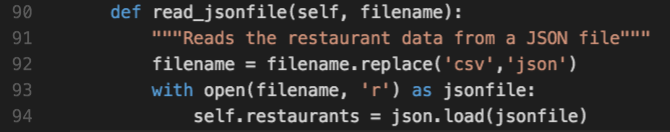 90 def read_jsonfile(self, filename):
91 """Reads the restaurant data from a JSON file"""
92 filename = filename.replace('csv','json')
93 with open(filename, 'r') as jsonfile:
94 self.restaurants = json.load(jsonfile)